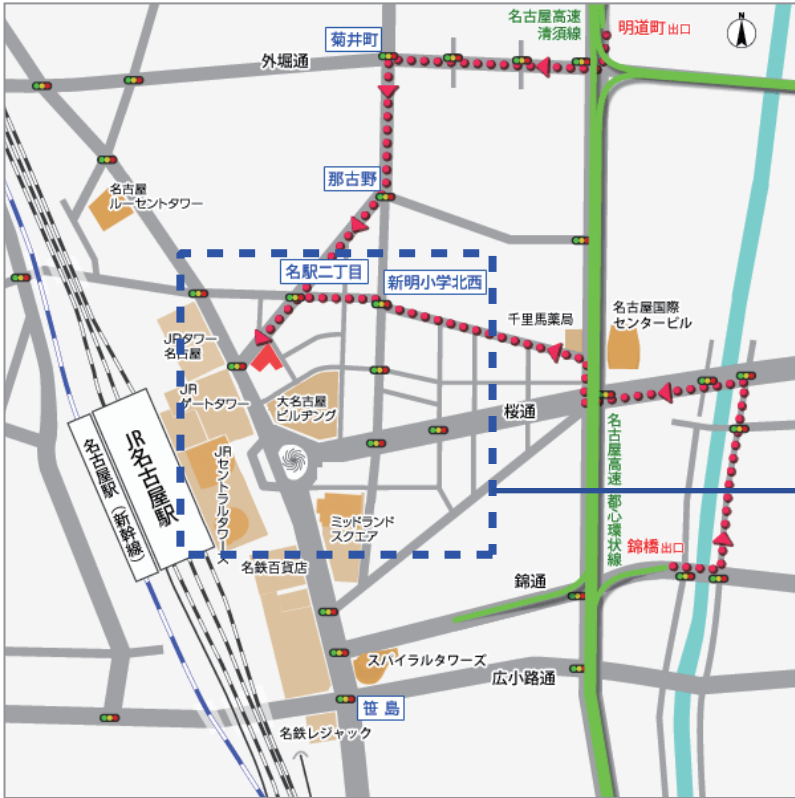 名古屋高速
清須線
明道町出口
N
菊井町
外堀通
那古野
名古屋
ルーセントタワー
名駅二丁目
新明小学北西
千里馬薬局
名古屋国際
センタービル
JRタワー
名古屋
JR
ゲートタワー
大名古屋
ビルヂング
桜通
JR名古屋駅
名古屋駅（新幹線）
JRセントラルタワーズ
名古屋高速 都心環状線
ミッドランド
スクエア
錦橋出口
名鉄百貨店
錦通
スパイラルタワーズ
広小路通
笹島
名鉄レジャック